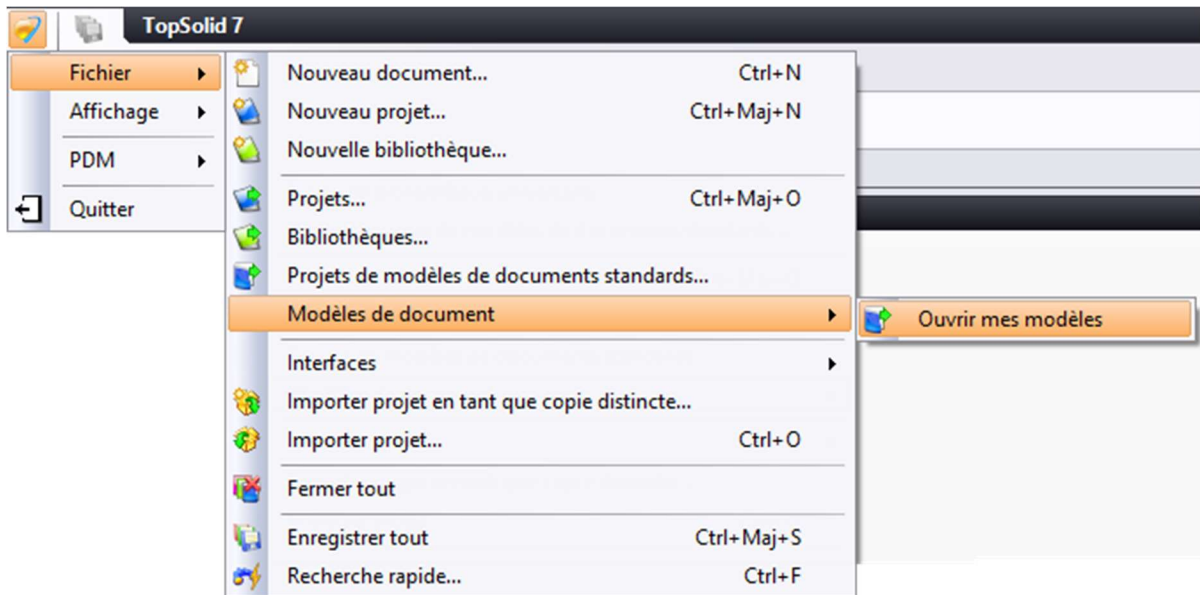 TopSolid 7
Fichier
Affichage
PDM
Quitter
Nouveau document... Ctrl+N
Nouveau projet... Ctrl+Maj+N
Nouvelle bibliothèque...
Projets... Ctrl+Maj+O
Bibliothèques...
Projets de modèles de documents standards...
Modèles de document
Ouvrir mes modèles
Interfaces
Importer projet en tant que copie distincte...
Importer projet... Ctrl+O
Fermer tout
Enregistrer tout Ctrl+Maj+S
Recherche rapide... Ctrl+F